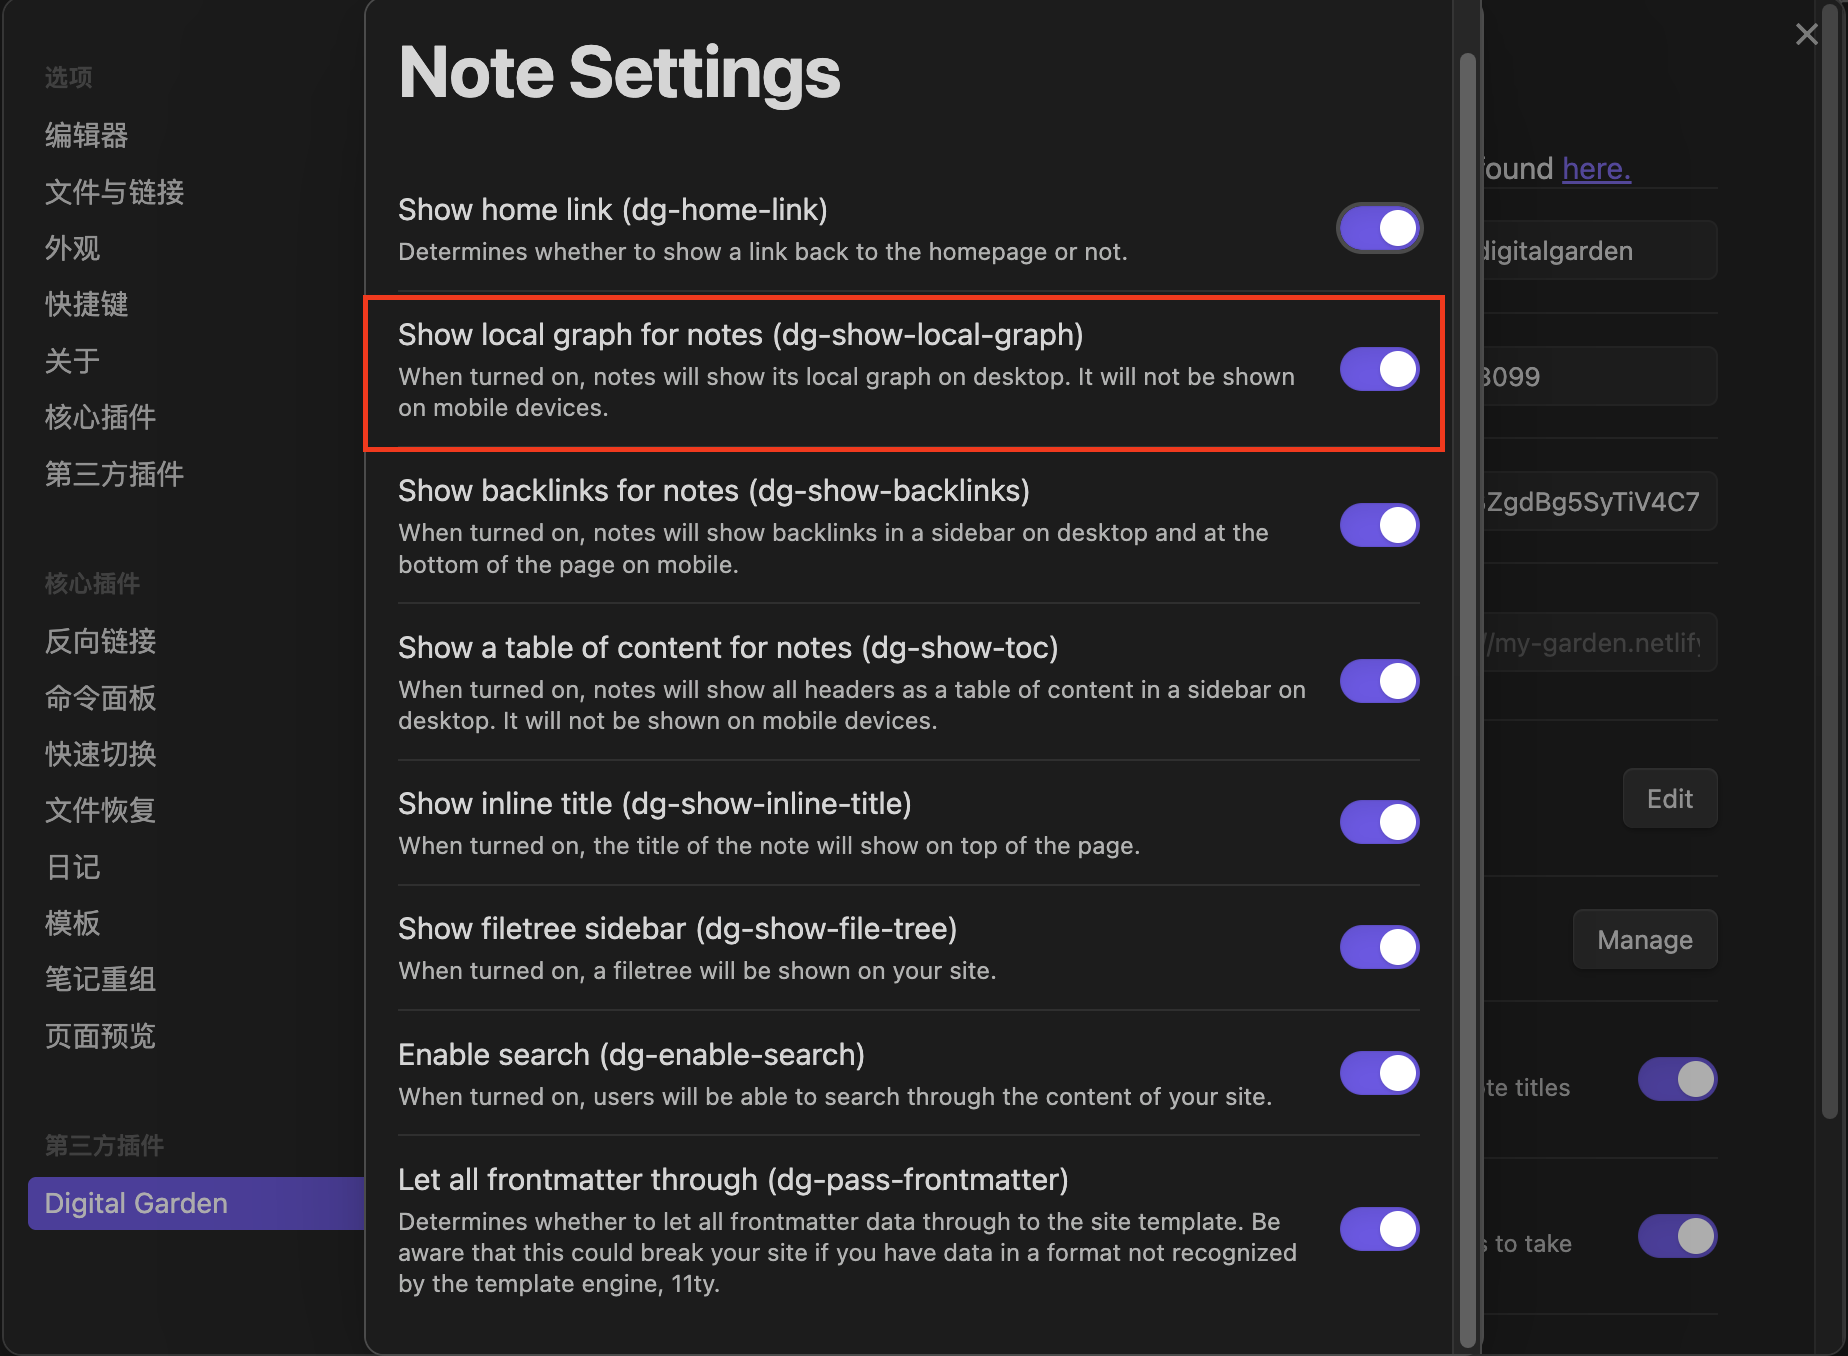 选项
编辑器
文件与链接
外观
快捷键
关于
核心插件
第三方插件
核心插件
反向链接
命令面板
快速切换
文件恢复
日记
模板
笔记重组
页面预览
第三方插件
Digital Garden
Note Settings
Show home link (dg-home-link)
Determines whether to show a link back to the homepage or not.
Show local graph for notes (dg-show-local-graph)
When turned on, notes will show its local graph on desktop. It will not be shown
on mobile devices.
Show backlinks for notes (dg-show-backlinks)
When turned on, notes will show backlinks in a sidebar on desktop and at the
bottom of the page on mobile.
Show a table of content for notes (dg-show-toc)
When turned on, notes will show all headers as a table of content in a sidebar on
desktop. It will not be shown on mobile devices.
Show inline title (dg-show-inline-title)
When turned on, the title of the note will show on top of the page.
Show filetree sidebar (dg-show-file-tree)
When turned on, a filetree will be shown on your site.
Enable search (dg-enable-search)
When turned on, users will be able to search through the content of your site.
Let all frontmatter through (dg-pass-frontmatter)
Determines whether to let all frontmatter data through to the site template. Be
aware that this could break your site if you have data in a format not recognized
by the template engine, 11ty.
ound here.
digitalgarden
3099
ZgdBg5SyTiV4C7
/my-garden.netlify
Edit
Manage
te titles
s to take